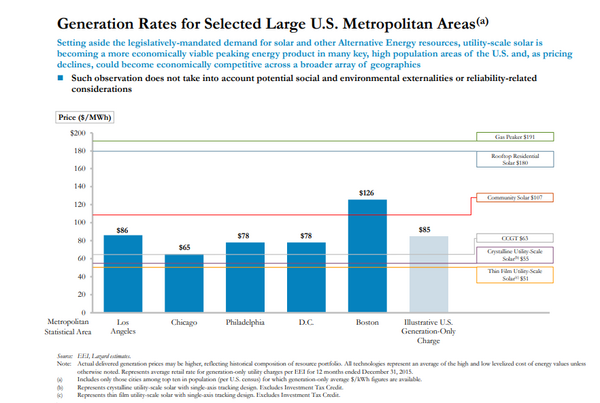 Generation Rates for Selected Large U.S. Metropolitan Areas(a)
Setting aside the legislatively-mandated demand for solar and other Alternative Energy resources, utility-scale solar is
becoming a more economically viable peaking energy product in many key, high population areas of the U.S. and, as pricing
declines, could become economically competitive across a broader array of geographies
■ Such observation does not take into account potential social and environmental externalities or reliability-related
considerations
Price ($/MWh)
$200
180
160
140
120
100
80
60
40
20
0
$86
$65
$78
$78
$126
$85
Gas Peaker $191
Rooftop Residential
Solar $180
Community Solar $107
CCGT $63
Crystalline Utility-Scale
Solar(b) $55
Thin Film Utility-Scale
Solar(c) $51
Metropolitan
Statistical Area
Los
Angeles
Chicago
Philadelphia
D.C.
Boston
Illustrative U.S.
Generation-Only
Charge
Source: EEI, Lazard estimates.
Note: Actual delivered generation prices may be higher, reflecting historical composition of resource portfolio. All technologies represent an average of the high and low levelized cost of energy values unless
otherwise noted. Represents average retail rate for generation-only utility charges per EEI for 12 months ended December 31, 2015.
(a) Includes only those cities among top ten in population (per U.S. census) for which generation-only average $/kWh figures are available.
(b) Represents crystalline utility-scale solar with single-axis tracking design. Excludes Investment Tax Credit.
(c) Represents thin film utility-scale solar with single-axis tracking design. Excludes Investment Tax Credit.